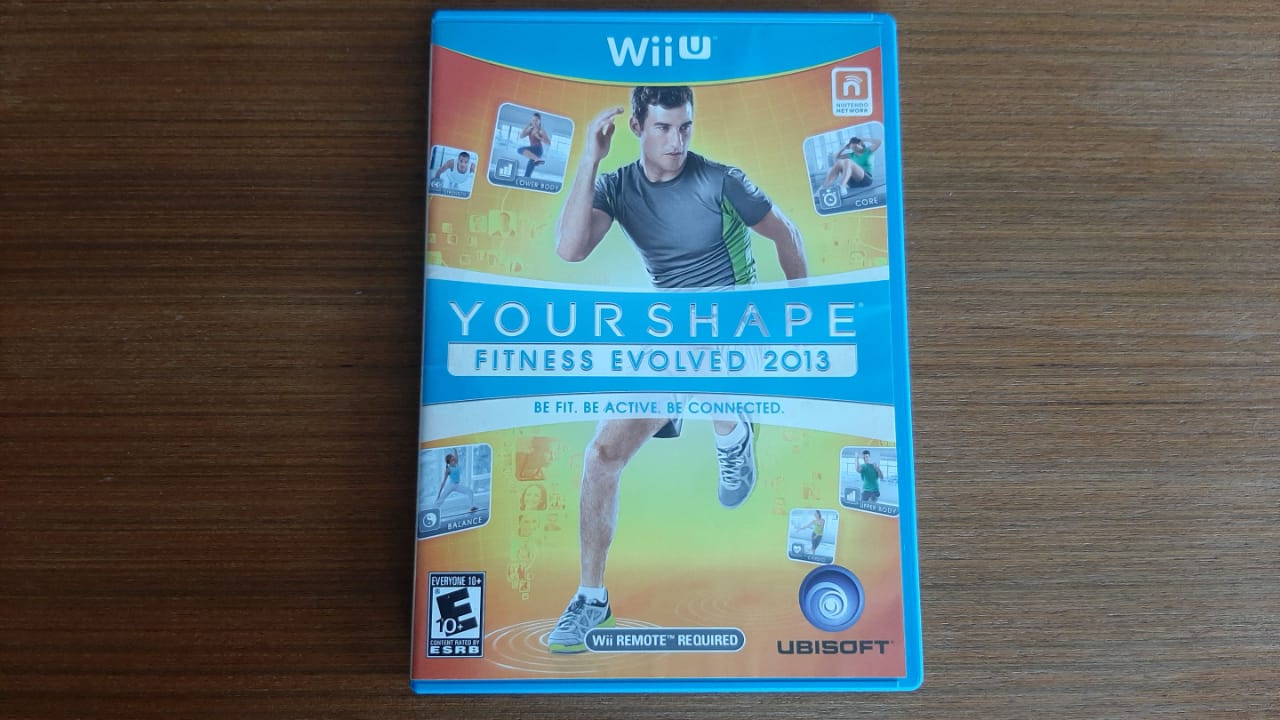 Wii U™
NINTENDO
NETWORK
LOWER BODY
CORE
YOUR SHAPE®
FITNESS EVOLVED 2013
BE FIT. BE ACTIVE. BE CONNECTED.
BALANCE
UPPER BODY
EVERYONE 10+
E
10+
CONTENT RATED BY
ESRB
Wii REMOTE™ REQUIRED
UBISOFT